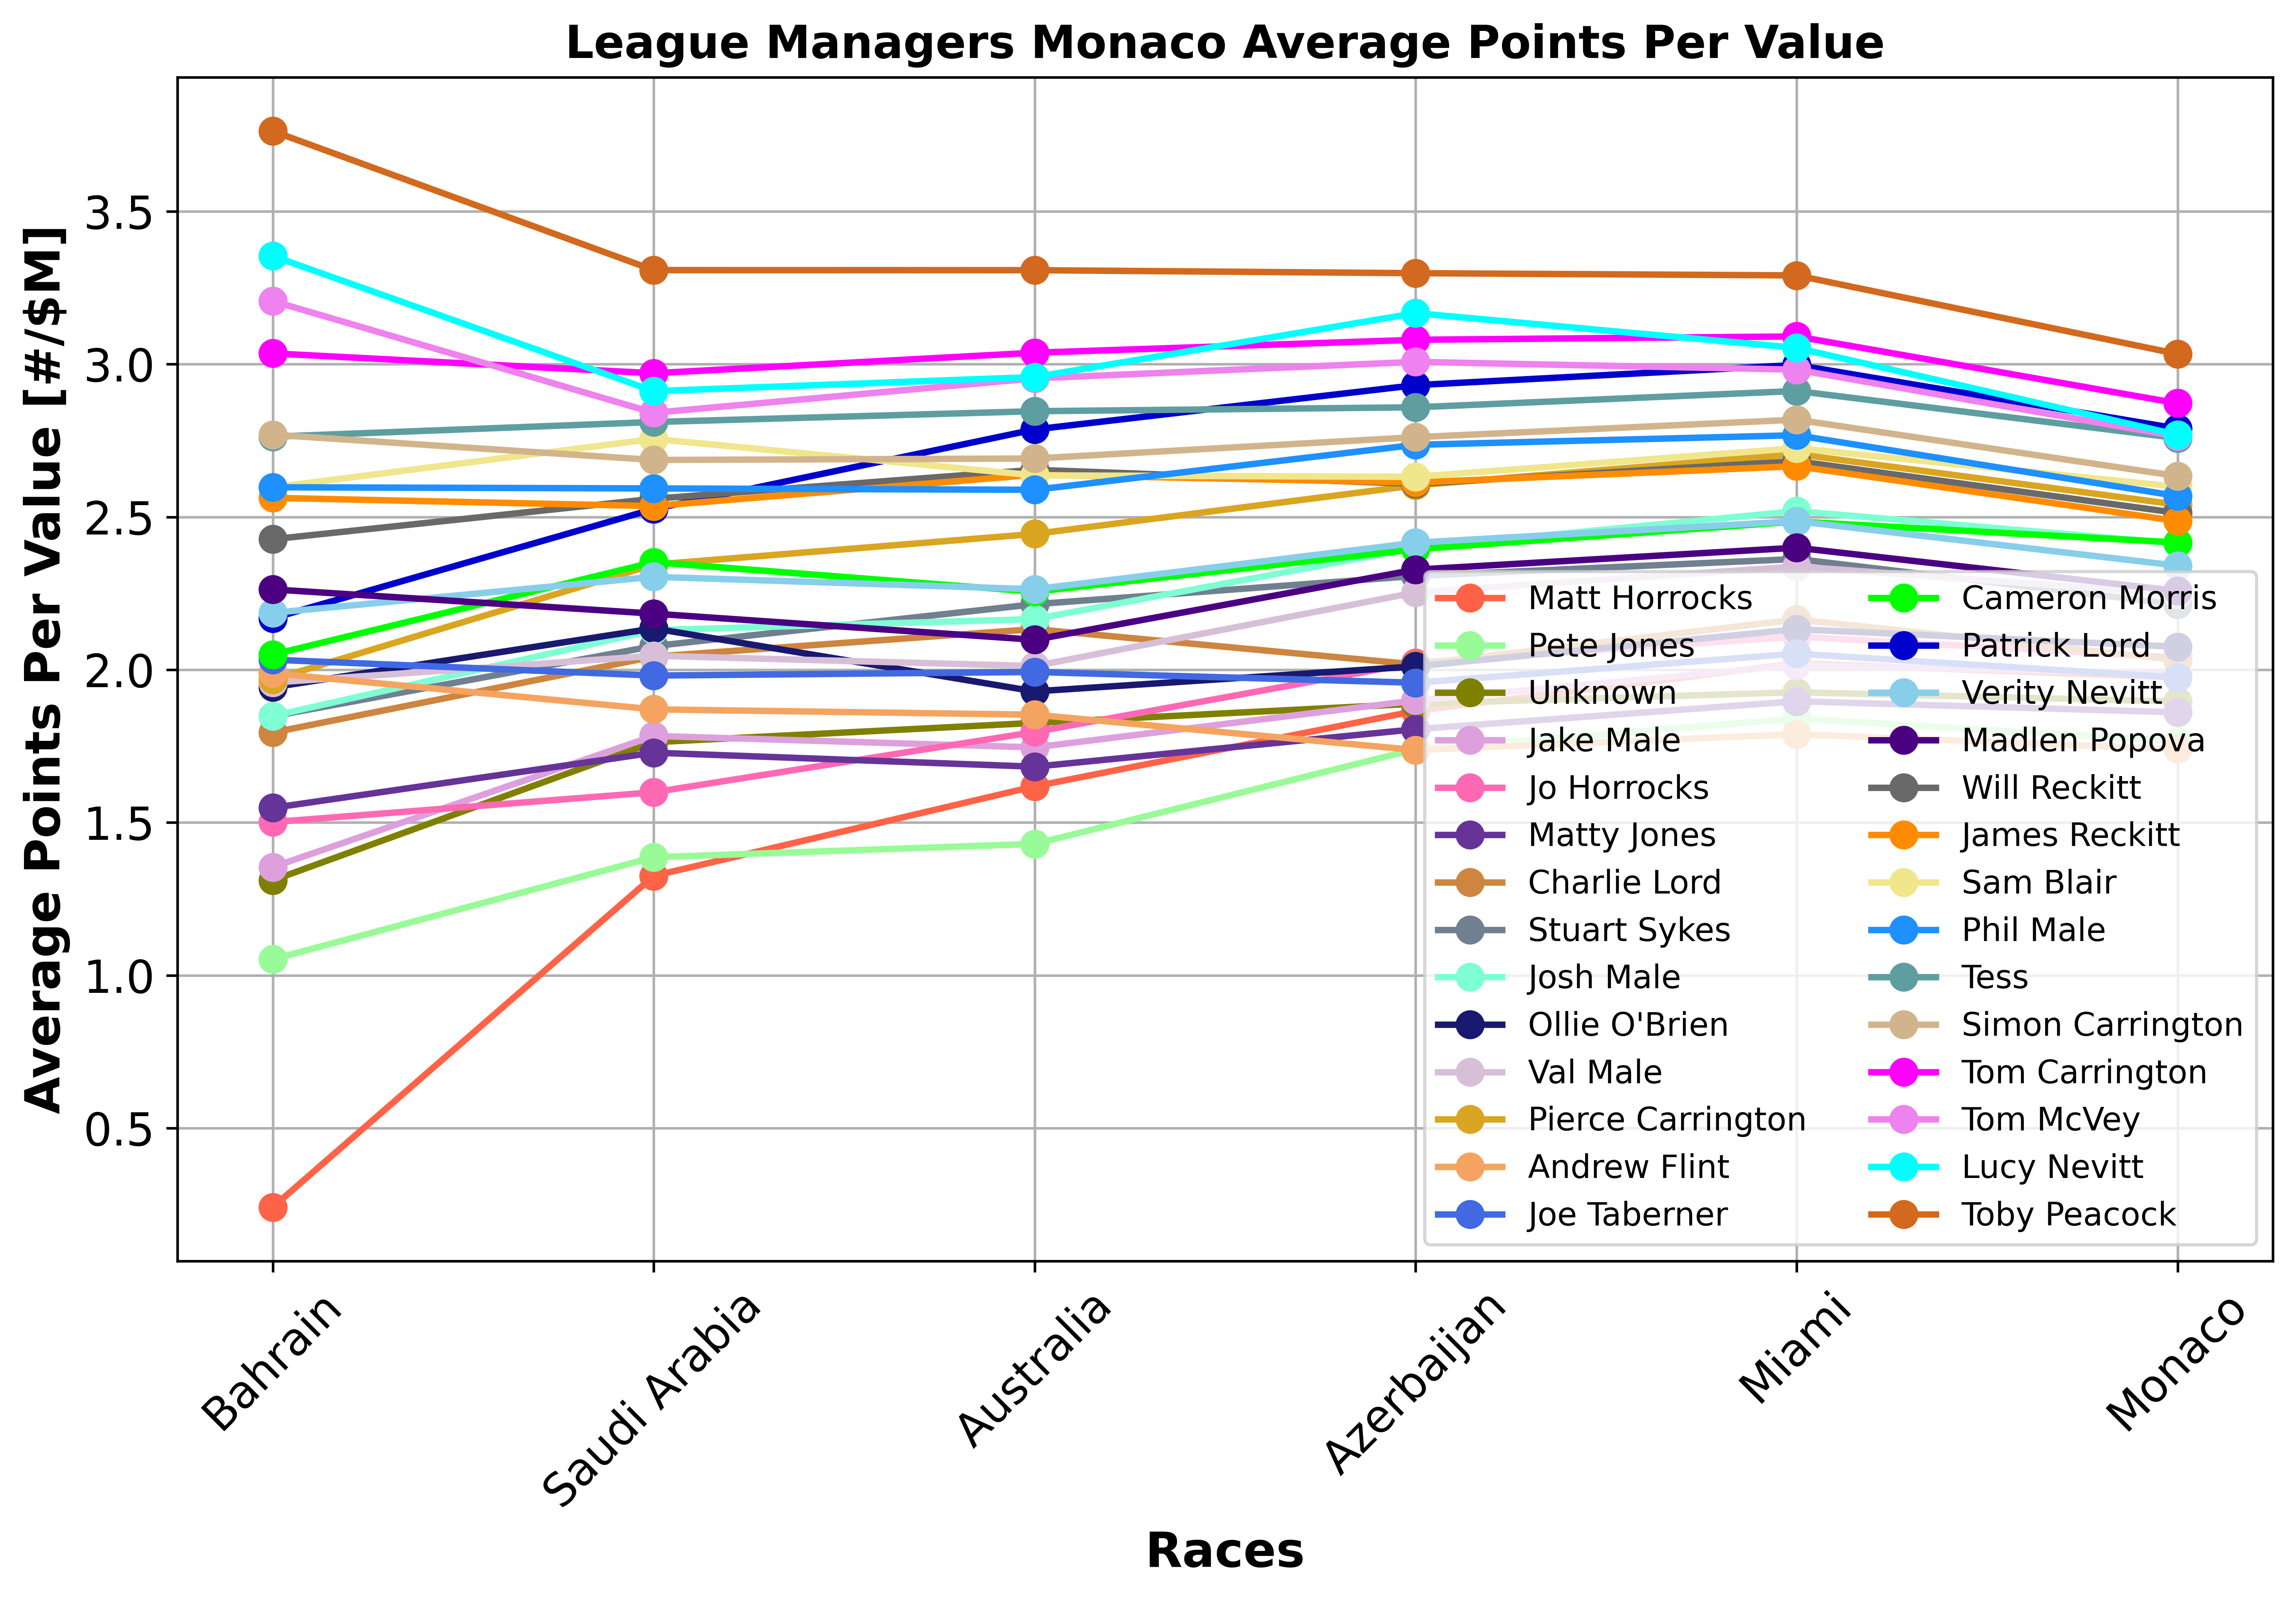 League Managers Monaco Average Points Per Value
Average Points Per Value [#/$M]
3.5
3.0
2.5
2.0
1.5
1.0
0.5
Matt Horrocks
Pete Jones
Unknown
Jake Male
Jo Horrocks
Matty Jones
Charlie Lord
Stuart Sykes
Josh Male
Ollie O'Brien
Val Male
Pierce Carrington
Andrew Flint
Joe Taberner
Cameron Morris
Patrick Lord
Verity Nevitt
Madlen Popova
Will Reckitt
James Reckitt
Sam Blair
Phil Male
Tess
Simon Carrington
Tom Carrington
Tom McVey
Lucy Nevitt
Toby Peacock
Bahrain
Saudi Arabia
Australia
Azerbaijan
Miami
Monaco
Races